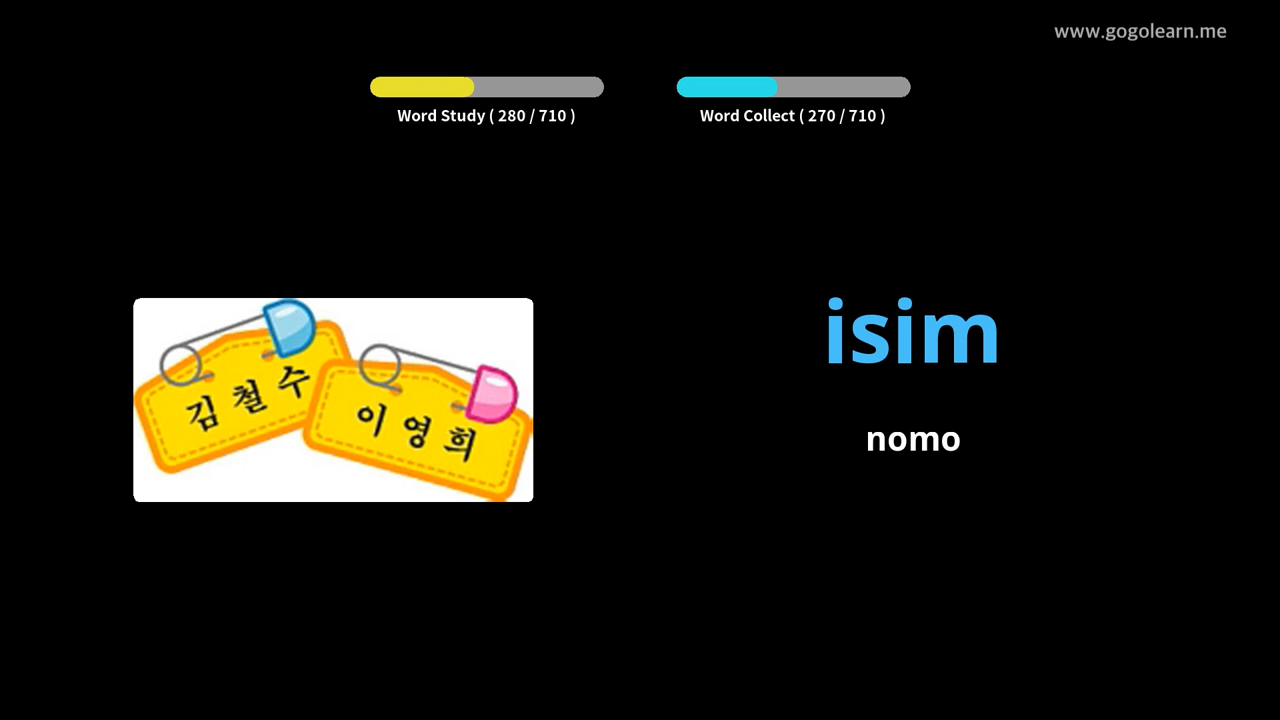 www.gogolearn.me
Word Study ( 280 / 710 )
Word Collect ( 270 / 710 )
김철수
이영희
isim
nomo